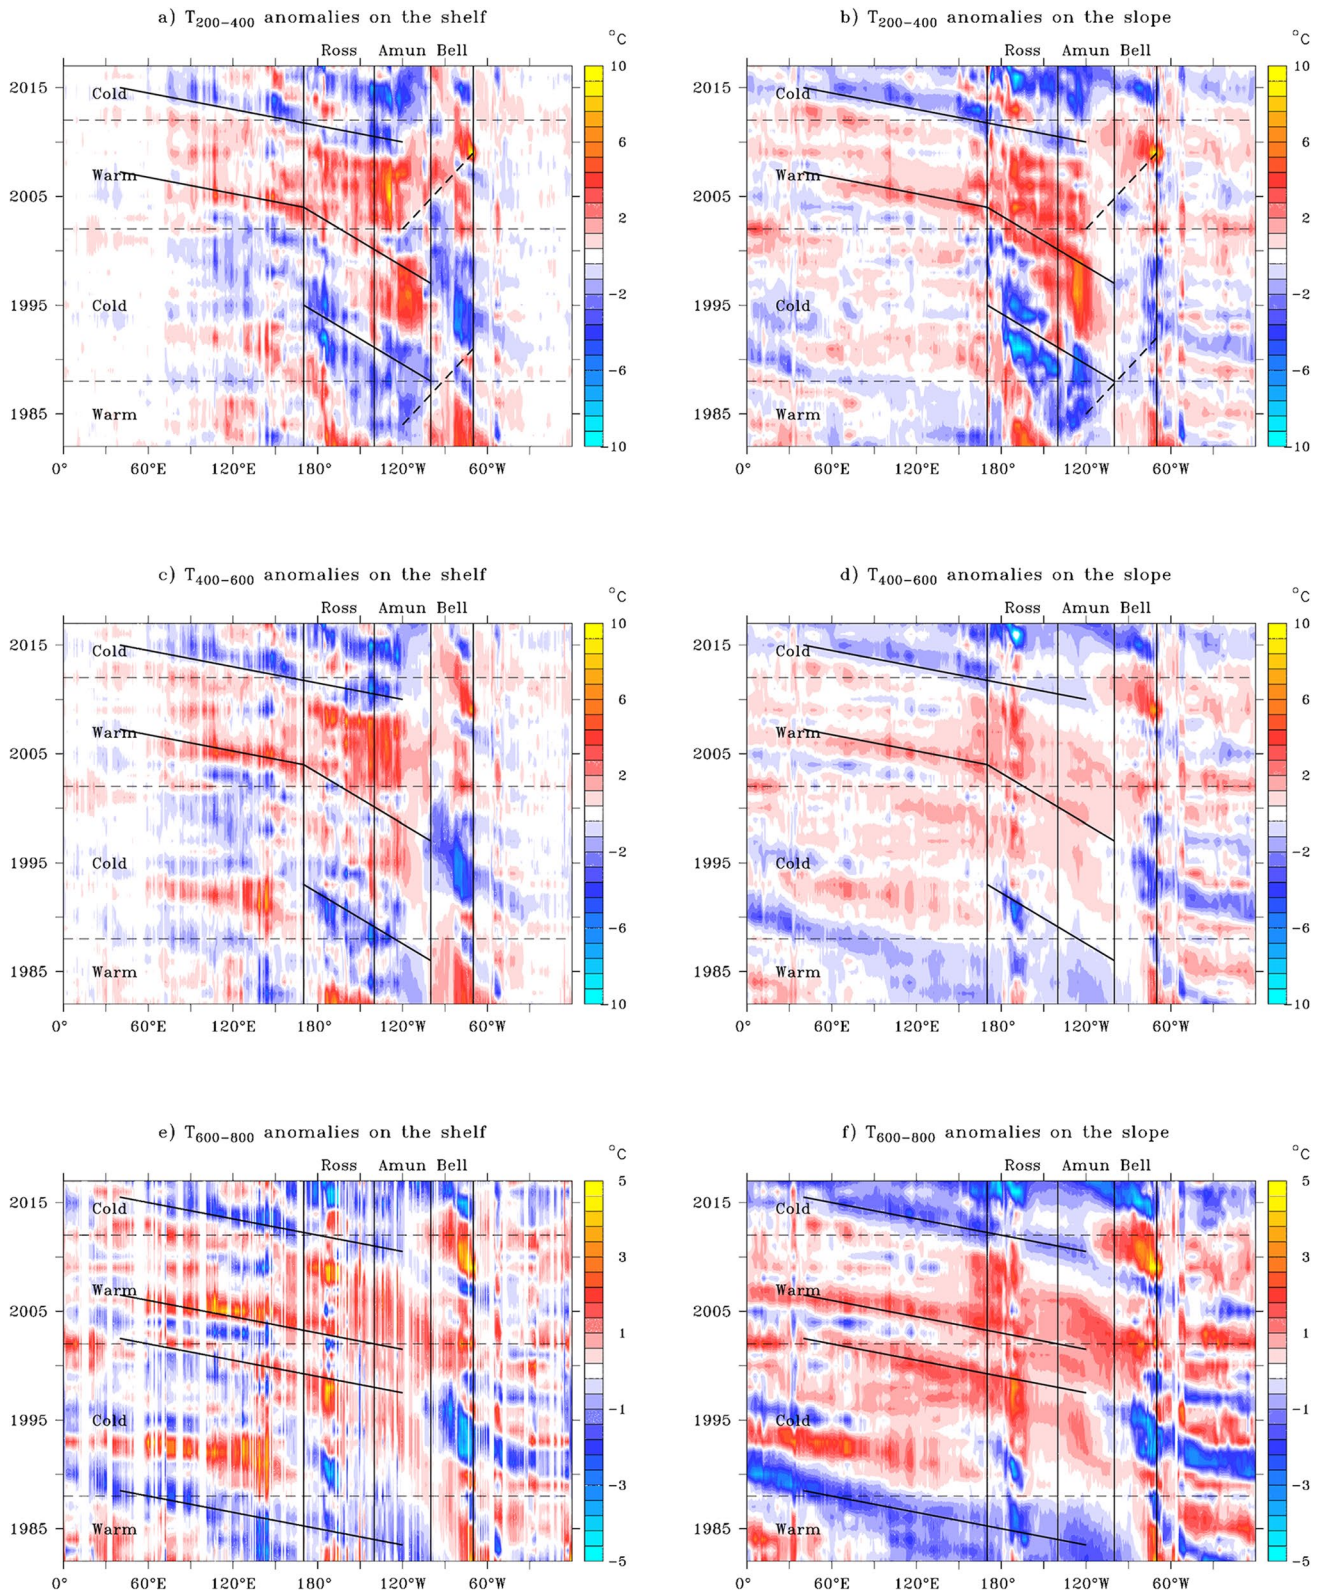 a) T200−400 anomalies on the shelf
b) T200−400 anomalies on the slope
°C
°C
Ross Amun Bell
Ross Amun Bell
2015
2005
1995
1985
Cold
Warm
Cold
Warm
0° 60°E 120°E 180° 120°W 60°W
10
6
2
−2
−6
−10
2015
2005
1995
1985
Cold
Warm
Cold
Warm
0° 60°E 120°E 180° 120°W 60°W
10
6
2
−2
−6
−10
c) T400−600 anomalies on the shelf
d) T400−600 anomalies on the slope
°C
°C
Ross Amun Bell
Ross Amun Bell
2015
2005
1995
1985
Cold
Warm
Cold
Warm
0° 60°E 120°E 180° 120°W 60°W
10
6
2
−2
−6
−10
2015
2005
1995
1985
Cold
Warm
Cold
Warm
0° 60°E 120°E 180° 120°W 60°W
10
6
2
−2
−6
−10
e) T600−800 anomalies on the shelf
f) T600−800 anomalies on the slope
°C
°C
Ross Amun Bell
Ross Amun Bell
2015
2005
1995
1985
Cold
Warm
Cold
Warm
0° 60°E 120°E 180° 120°W 60°W
5
3
1
−1
−3
−5
2015
2005
1995
1985
Cold
Warm
Cold
Warm
0° 60°E 120°E 180° 120°W 60°W
5
3
1
−1
−3
−5